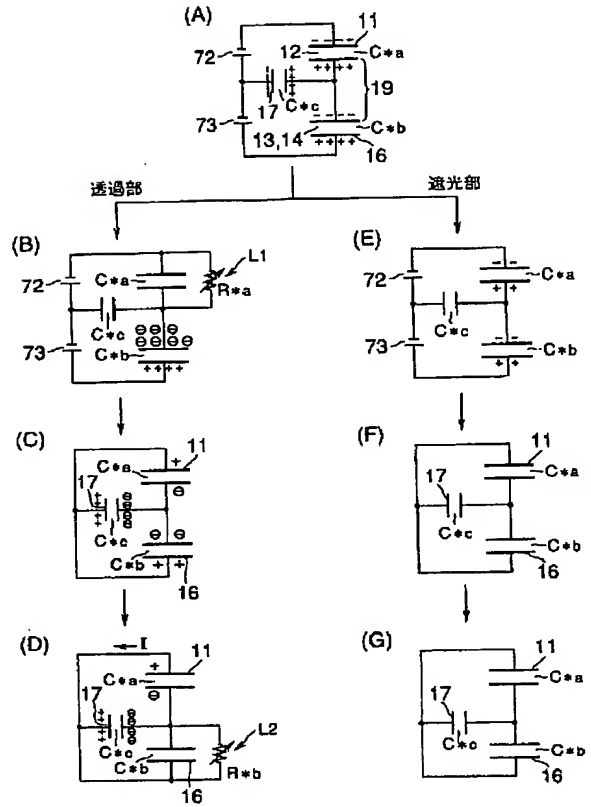 (A)
11
72
12
C*a
17
C*c
19
73
13,14
C*b
16
透過部
遮光部
(B)
L1
72
C*a
R*a
C*c
73
C*b
(E)
72
C*a
C*c
73
C*b
(C)
11
C*a
17
C*c
C*b
16
(F)
11
C*a
17
C*c
C*b
16
(D)
I
11
C*a
17
C*c
L2
C*b
R*b
16
(G)
11
C*a
17
C*c
C*b
16